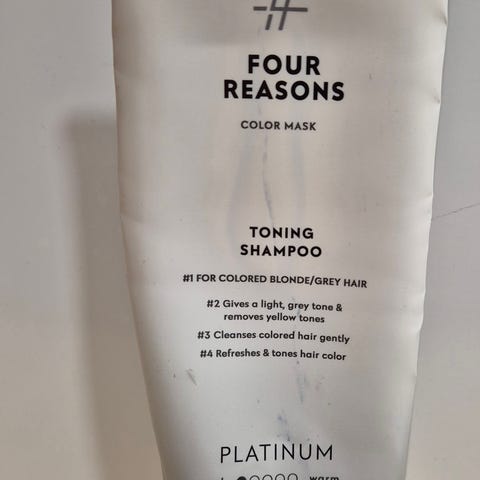 FOUR
REASONS
COLOR MASK
TONING
SHAMPOO
#1 FOR COLORED BLONDE/GREY HAIR
#2 Gives a light, grey tone &
removes yellow tones
#3 Cleanses colored hair gently
#4 Refreshes & tones hair color
PLATINUM
warm